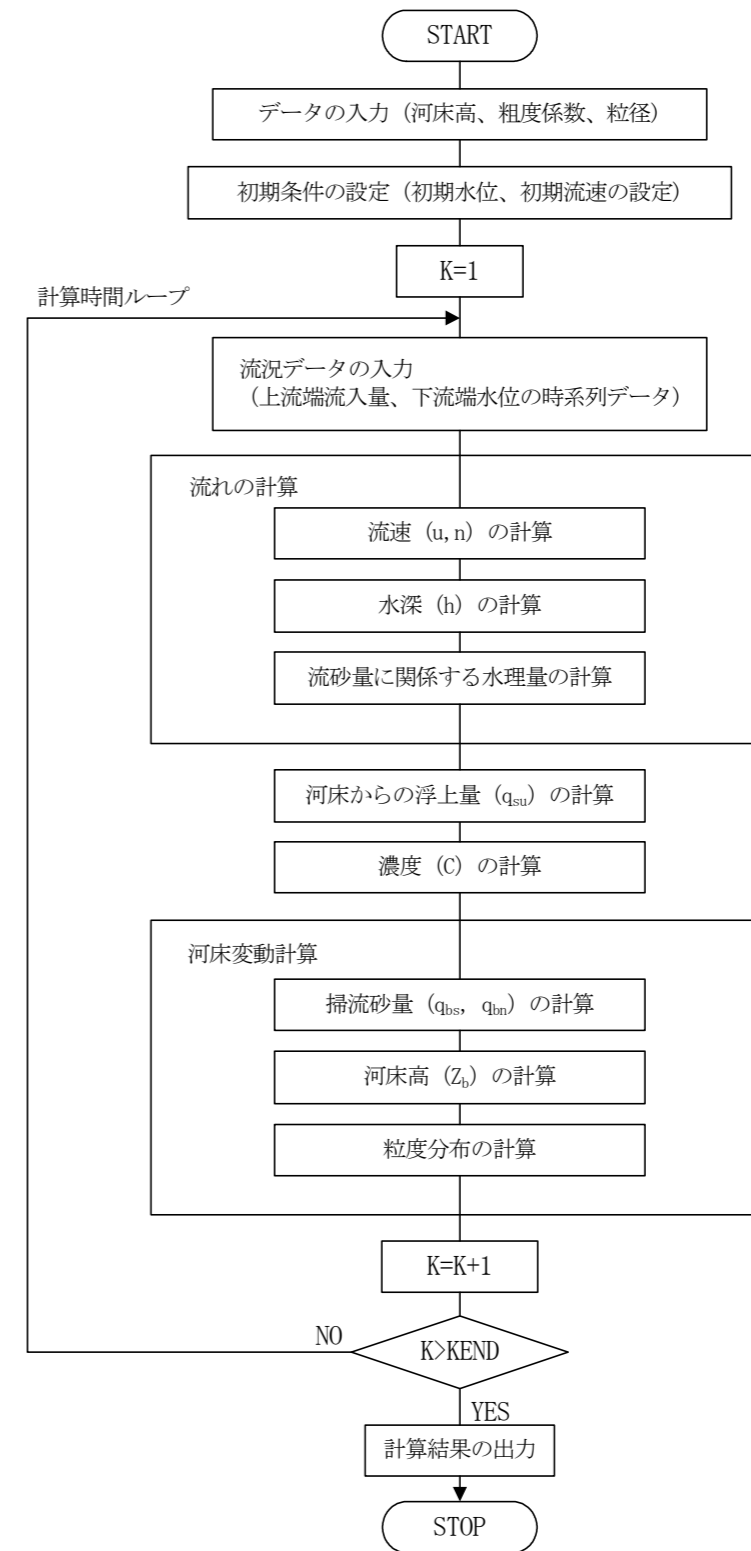 START
データの入力（河床高、粗度係数、粒径）
初期条件の設定（初期水位、初期流速の設定）
K=1
計算時間ループ
流況データの入力
（上流端流入量、下流端水位の時系列データ）
流れの計算
流速（u,n）の計算
水深（h）の計算
流砂量に関係する水理量の計算
河床からの浮上量（qsu）の計算
濃度（C）の計算
河床変動計算
掃流砂量（qbs, qbn）の計算
河床高（Zb）の計算
粒度分布の計算
K=K+1
NO
K>KEND
YES
計算結果の出力
STOP